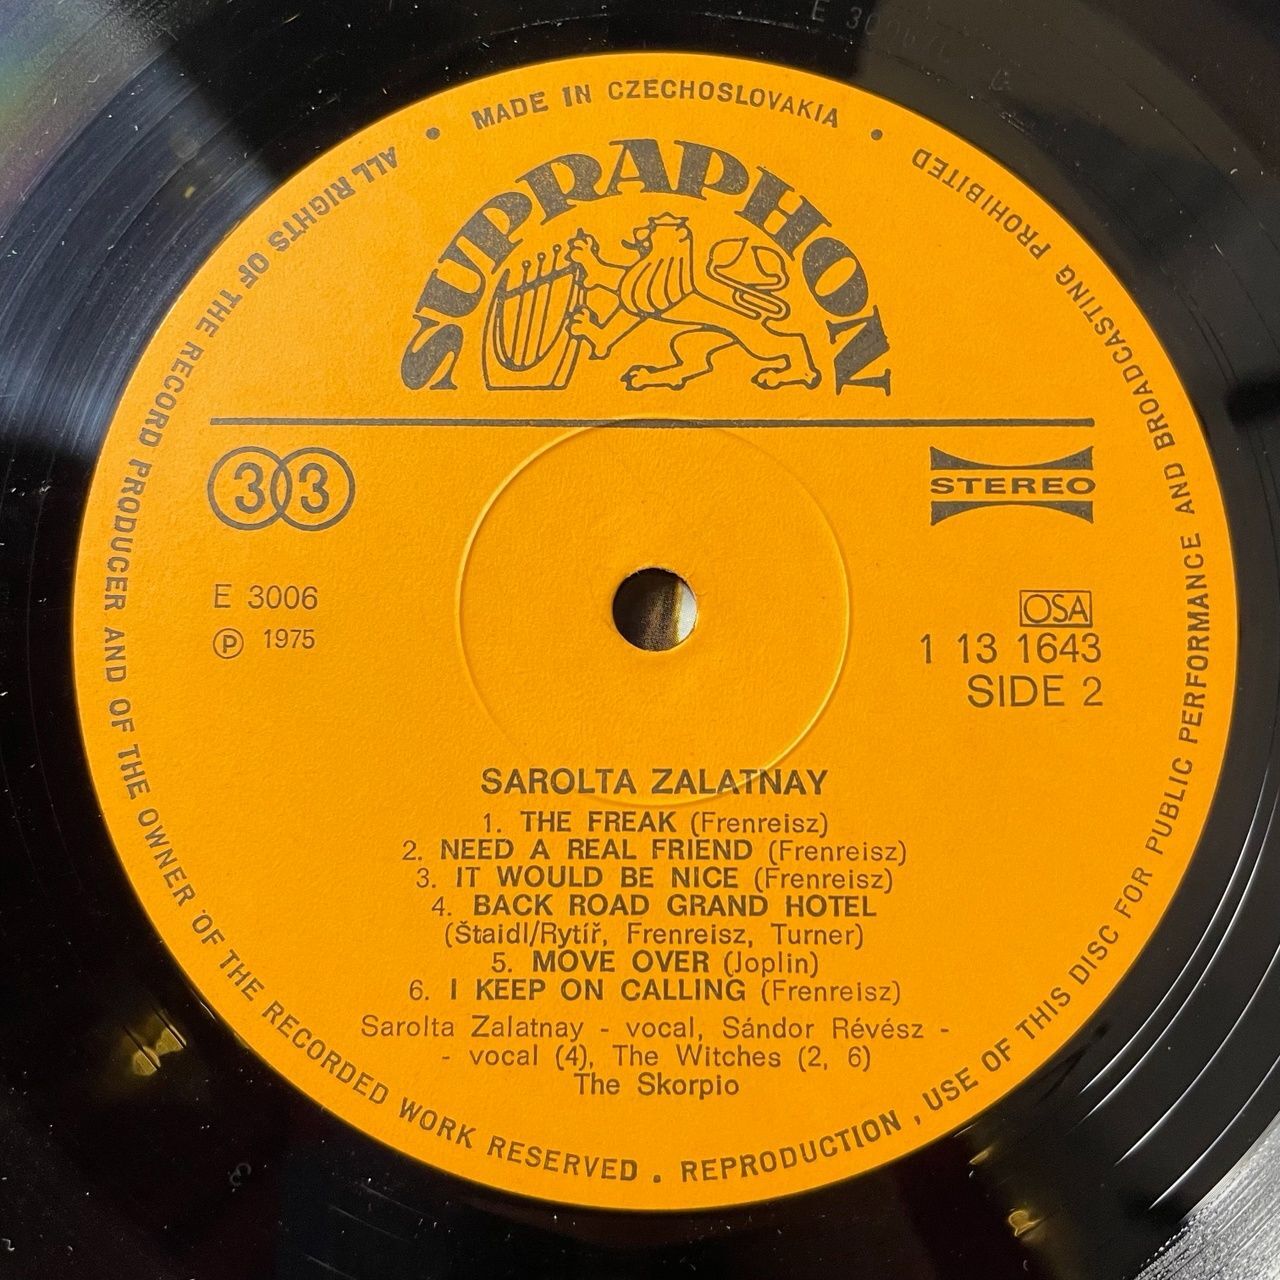 MADE IN CZECHOSLOVAKIA
SUPRAPHON
33
STEREO
E 3006
Ⓟ 1975
OSA
1 13 1643
SIDE 2
SAROLTA ZALATNAY
1. THE FREAK (Frenreisz)
2. NEED A REAL FRIEND (Frenreisz)
3. IT WOULD BE NICE (Frenreisz)
4. BACK ROAD GRAND HOTEL
(Štaidl/Rytíř, Frenreisz, Turner)
5. MOVE OVER (Joplin)
6. I KEEP ON CALLING (Frenreisz)
Sarolta Zalatnay - vocal, Sándor Révész -
- vocal (4), The Witches (2, 6)
The Skorpio
ALL RIGHTS OF THE RECORD PRODUCER AND OF THE OWNER OF THE RECORDED WORK RESERVED . REPRODUCTION , USE OF THIS DISC FOR PUBLIC PERFORMANCE AND BROADCASTING PROHIBITED